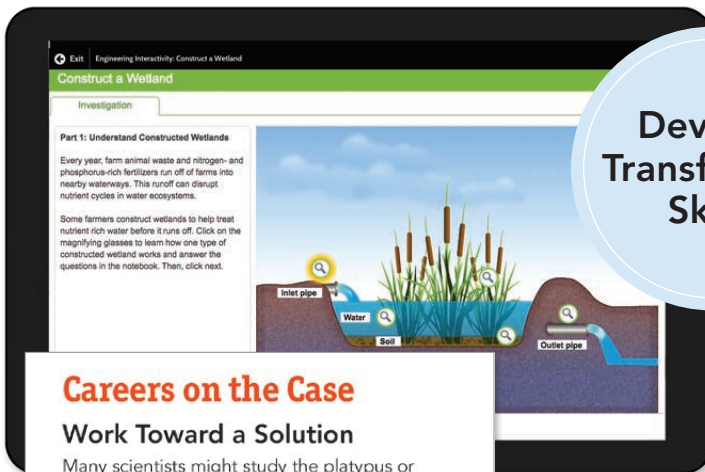 Exit Engineering Interactivity: Construct a Wetland
Construct a Wetland
Investigation
Part 1: Understand Constructed Wetlands
Every year, farm animal waste and nitrogen- and
phosphorus-rich fertilizers run off of farms into
nearby waterways. This runoff can disrupt
nutrient cycles in water ecosystems.
Some farmers construct wetlands to help treat
nutrient rich water before it runs off. Click on the
magnifying glasses to learn how one type of
constructed wetland works and answer the
questions in the notebook. Then, click next.
Inlet pipe
Water
Soil
Outlet pipe
Careers on the Case
Work Toward a Solution
Many scientists might study the platypus or